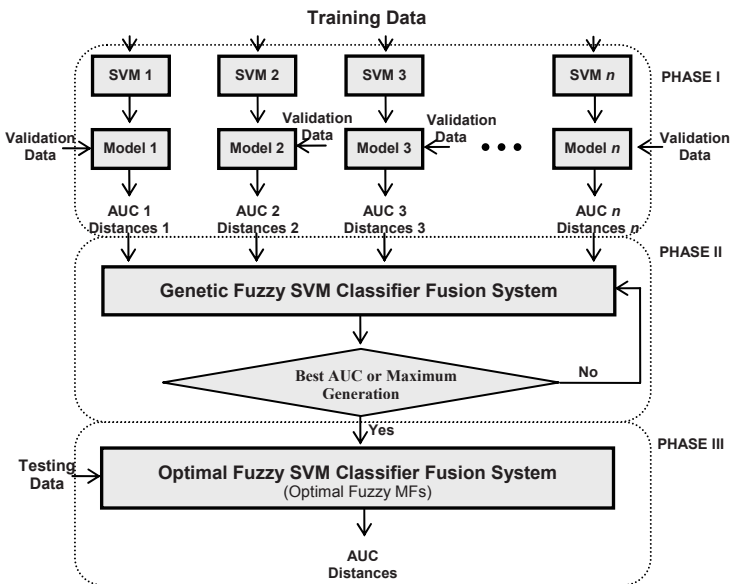 Training Data
SVM 1
SVM 2
SVM 3
SVM n
PHASE I
Validation
Data
Model 1
Model 2
Validation
Data
Model 3
Validation
Data
• • •
Model n
Validation
Data
AUC 1
Distances 1
AUC 2
Distances 2
AUC 3
Distances 3
AUC n
Distances n
PHASE II
Genetic Fuzzy SVM Classifier Fusion System
Best AUC or Maximum
Generation
No
Yes
PHASE III
Testing
Data
Optimal Fuzzy SVM Classifier Fusion System
(Optimal Fuzzy MFs)
AUC
Distances